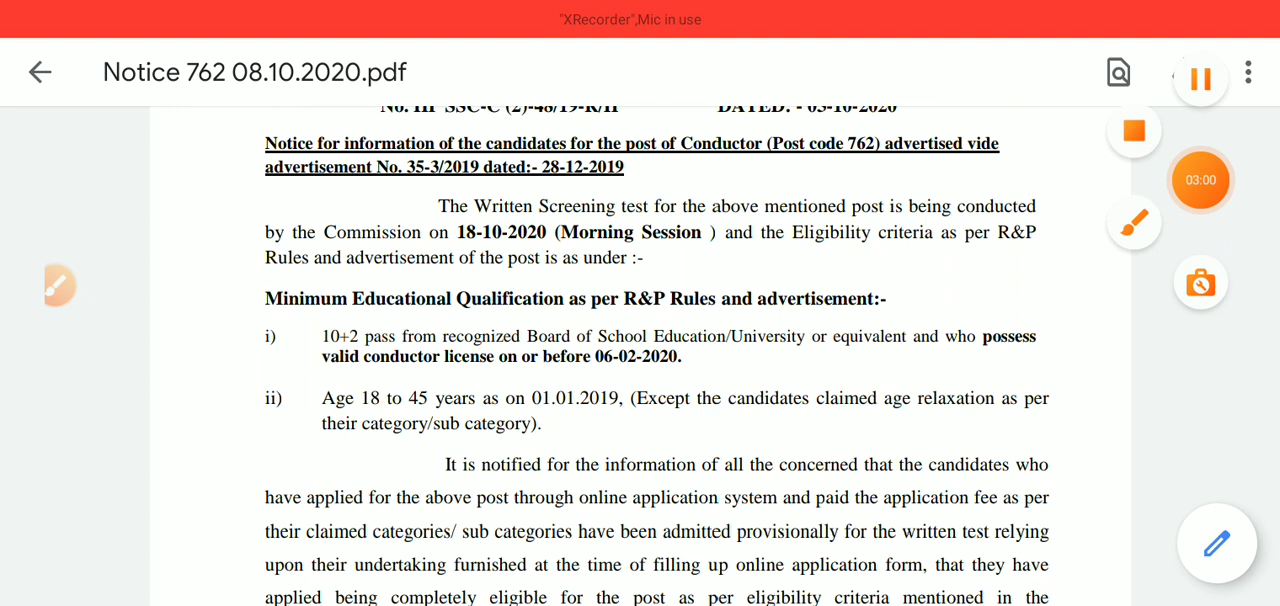 "XRecorder",Mic in use
Notice 762 08.10.2020.pdf
DATED: - 03-10-2020
Notice for information of the candidates for the post of Conductor (Post code 762) advertised vide
advertisement No. 35-3/2019 dated:- 28-12-2019
03:00
The Written Screening test for the above mentioned post is being conducted
by the Commission on 18-10-2020 (Morning Session ) and the Eligibility criteria as per R&P
Rules and advertisement of the post is as under :-
Minimum Educational Qualification as per R&P Rules and advertisement:-
i) 10+2 pass from recognized Board of School Education/University or equivalent and who possess
valid conductor license on or before 06-02-2020.
ii) Age 18 to 45 years as on 01.01.2019, (Except the candidates claimed age relaxation as per
their category/sub category).
It is notified for the information of all the concerned that the candidates who
have applied for the above post through online application system and paid the application fee as per
their claimed categories/ sub categories have been admitted provisionally for the written test relying
upon their undertaking furnished at the time of filling up online application form, that they have
applied being completely eligible for the post as per eligibility criteria mentioned in the